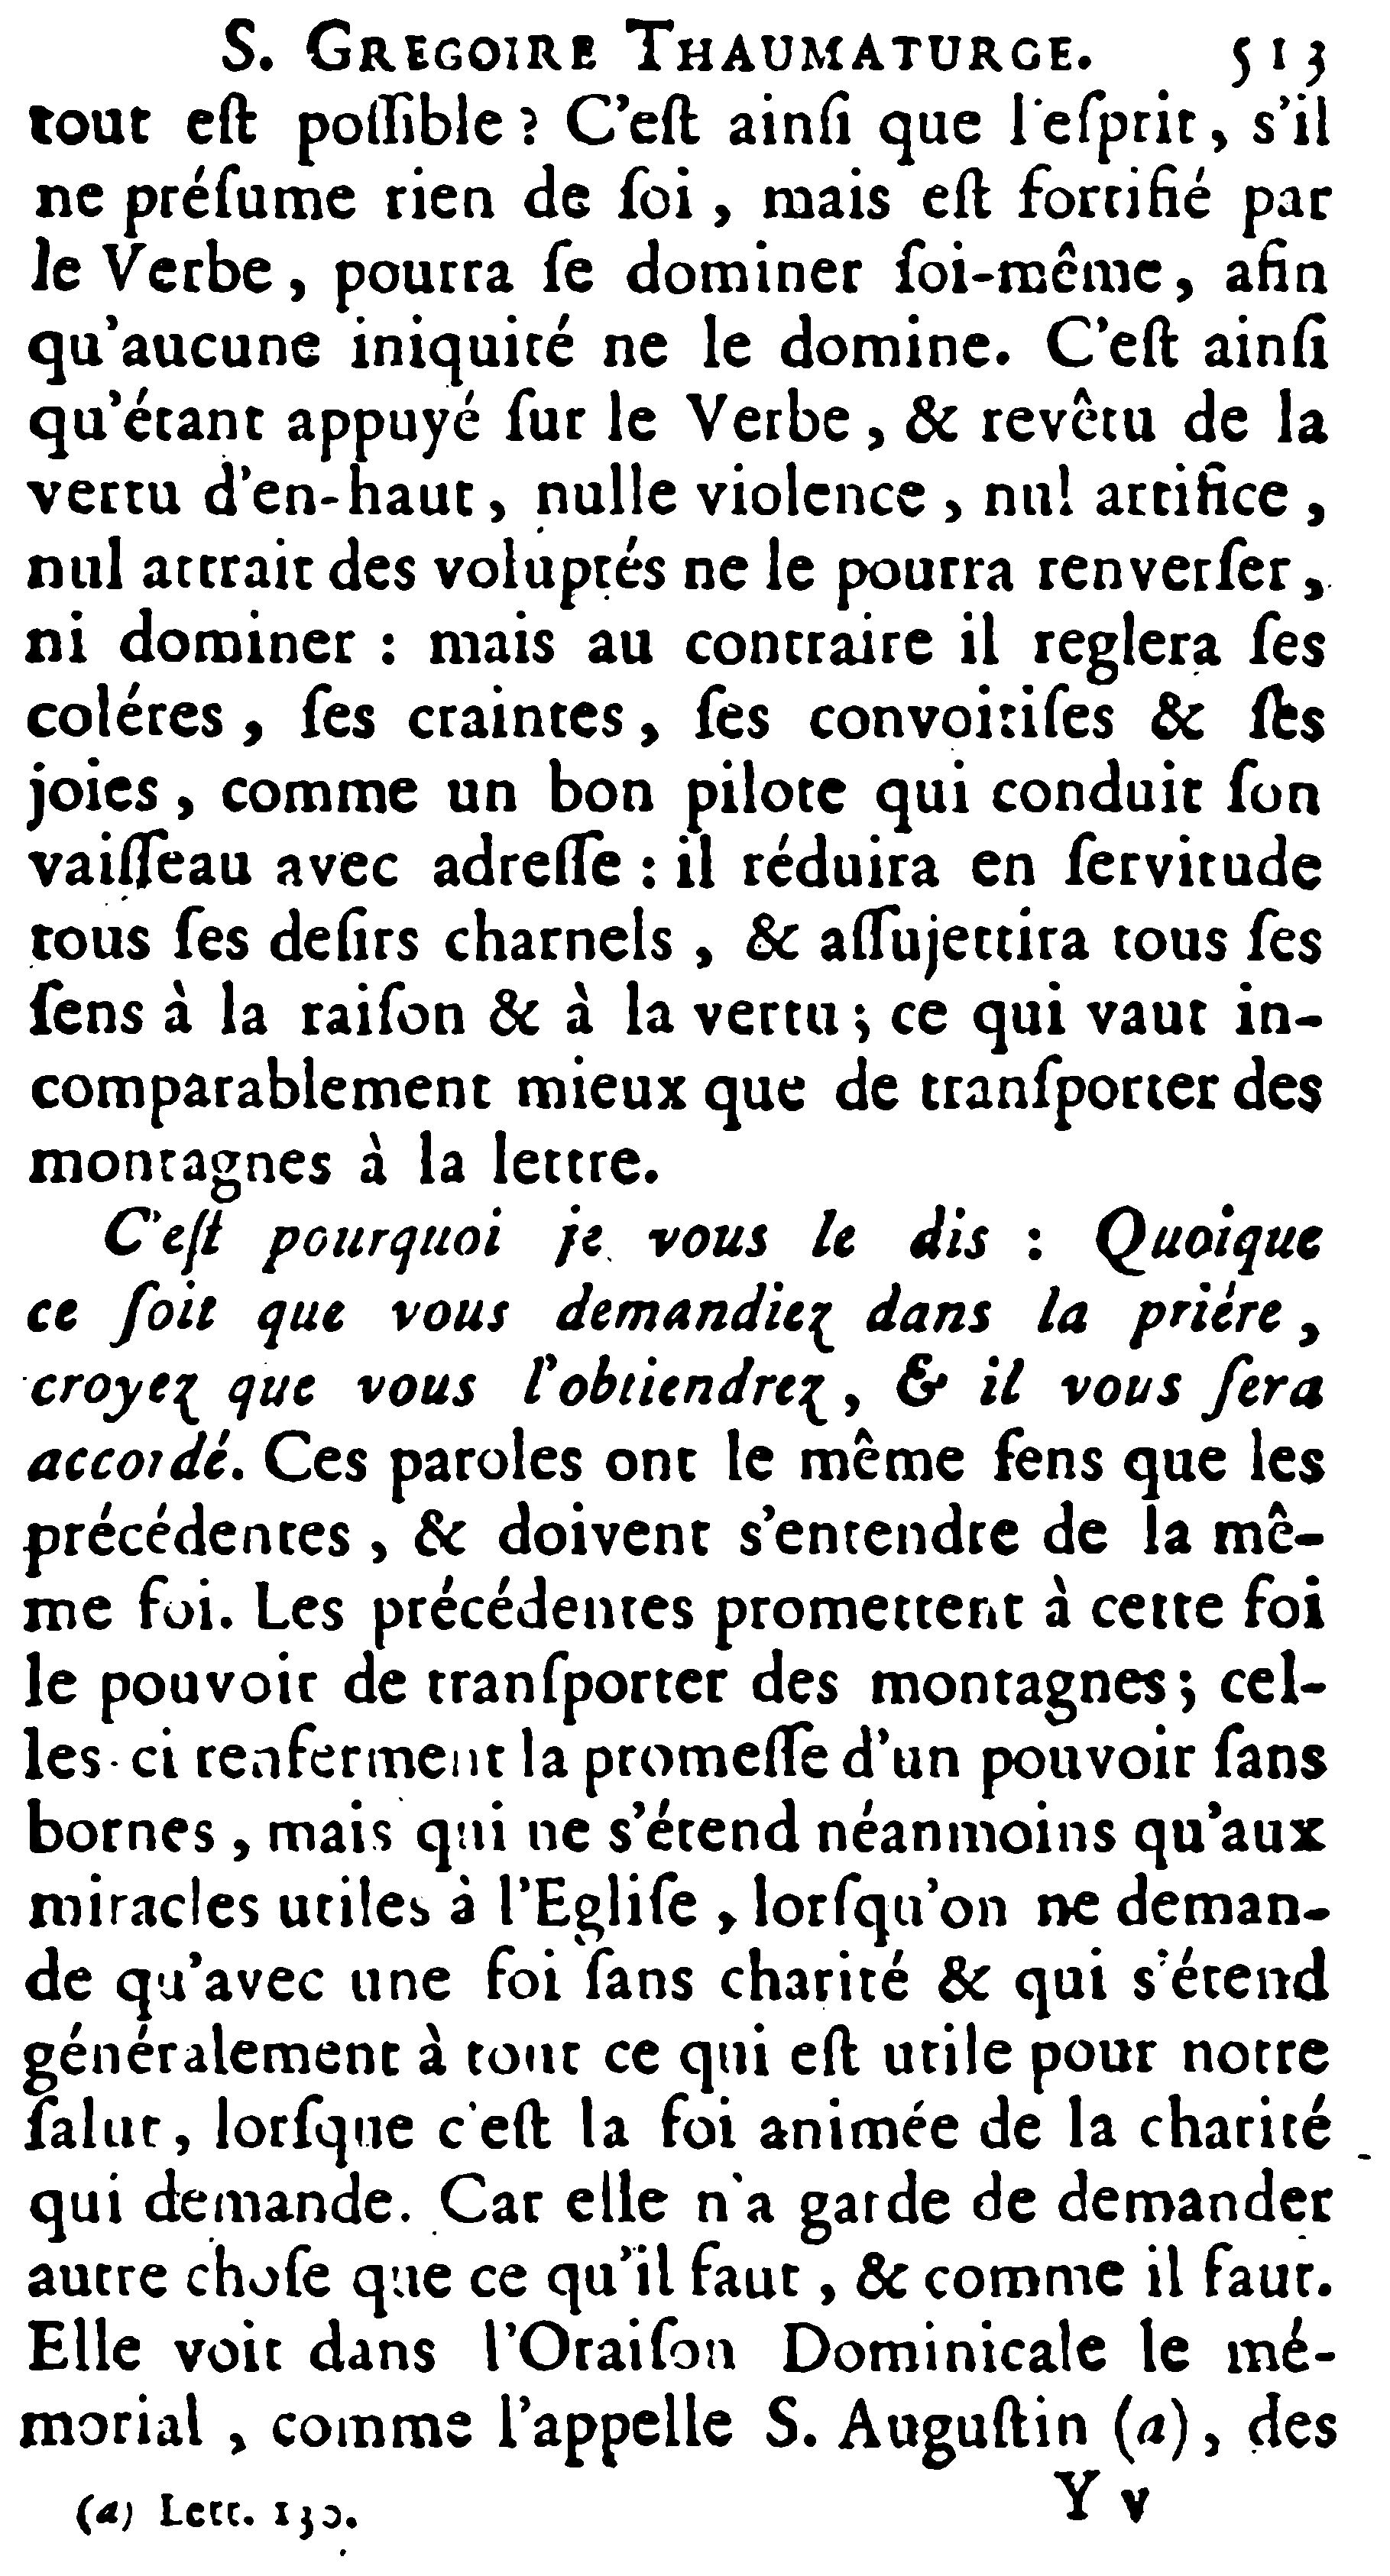 S. GREGOIRE THAUMATURGE. 513
tout eſt poſſible ? C'eſt ainſi que l'eſprit, s'il
ne préſume rien de ſoi , mais eſt fortifié par
le Verbe , pourra ſe dominer ſoi-même, afin
qu'aucune iniquité ne le domine. C'eſt ainſi
qu'étant appuyé ſur le Verbe , & revêtu de la
vertu d'en-haut , nulle violence , nul artifice ,
nul attrait des voluptés ne le pourra renverſer ,
ni dominer : mais au contraire il reglera ſes
coléres , ſes craintes , ſes convoitiſes & ſes
joies , comme un bon pilote qui conduit ſon
vaiſſeau avec adreſſe : il réduira en ſervitude
tous ſes deſirs charnels , & aſſujettira tous ſes
ſens à la raiſon & à la vertu ; ce qui vaut in-
comparablement mieux que de tranſporter des
montagnes à la lettre.
C'eſt pourquoi je vous le dis : Quoique
ce ſoit que vous demandiez dans la priére ,
croyez que vous l'obtiendrez , & il vous ſera
accordé. Ces paroles ont le même ſens que les
précédentes , & doivent s'entendre de la mê-
me foi. Les précédentes promettent à cette foi
le pouvoir de tranſporter des montagnes ; cel-
les-ci renferment la promeſſe d'un pouvoir ſans
bornes , mais qui ne s'étend néanmoins qu'aux
miracles utiles à l'Egliſe , lorſqu'on ne deman-
de qu'avec une foi ſans charité & qui s'étend
généralement à tout ce qui eſt utile pour notre
ſalut, lorſque c'eſt la foi animée de la charité
qui demande. Car elle n'a garde de demander
autre choſe que ce qu'il faut , & comme il faut.
Elle voit dans l'Oraiſon Dominicale le mé-
morial , comme l'appelle S. Auguſtin (a) , des
(a) Lett. 130. Y v